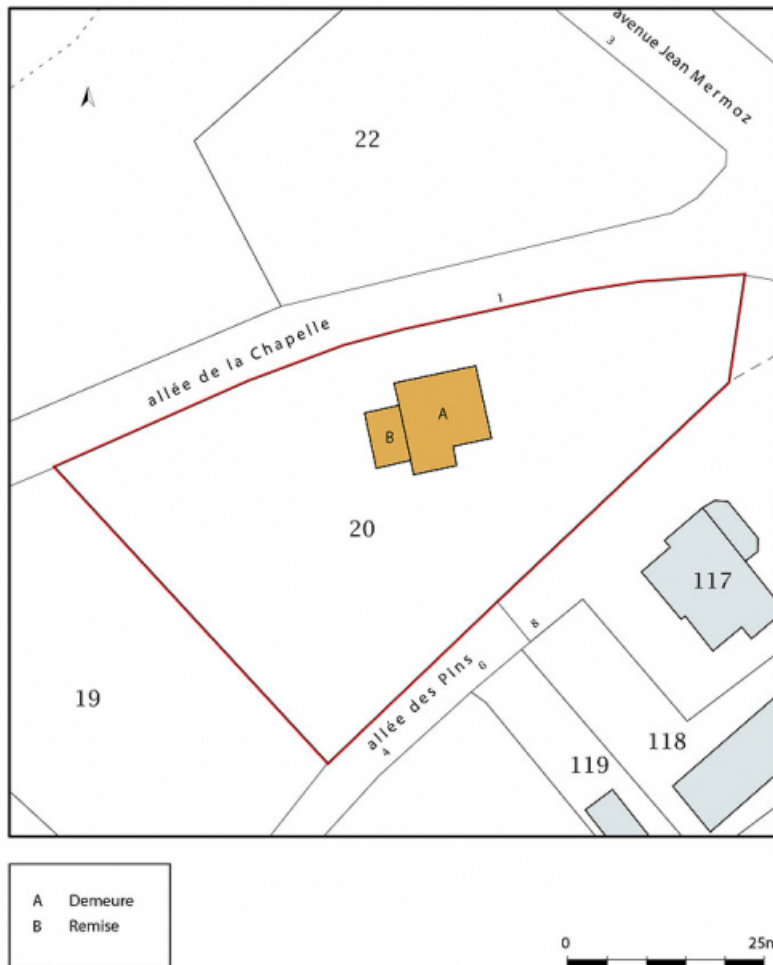 avenue Jean Mermoz
3
22
1
allée de la Chapelle
A
B
20
117
8
6
allée des Pins
4
19
118
119
A Demeure
B Remise
0 25m